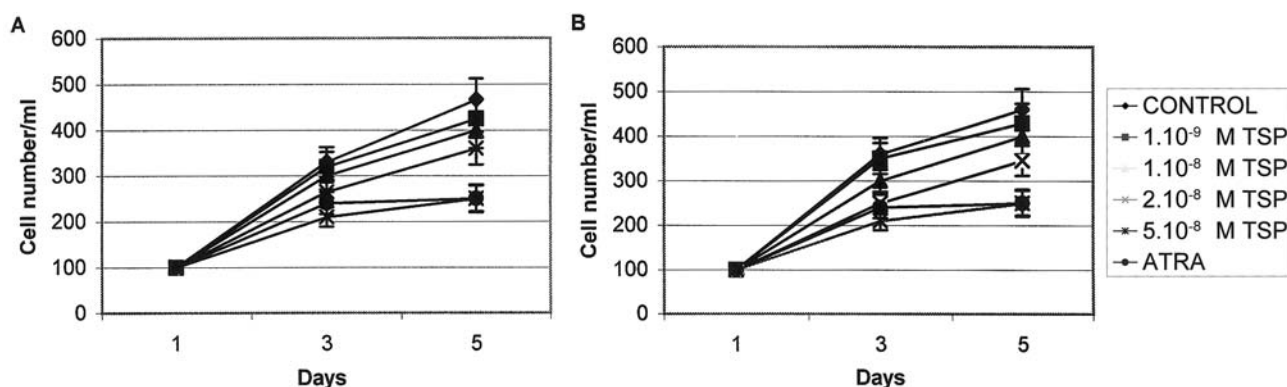 A
Cell number/ml
600
500
400
300
200
100
0
1 3 5
Days
B
Cell number/ml
600
500
400
300
200
100
0
1 3 5
Days
CONTROL
1.10⁻⁹ M TSP
1.10⁻⁸ M TSP
2.10⁻⁸ M TSP
5.10⁻⁸ M TSP
ATRA